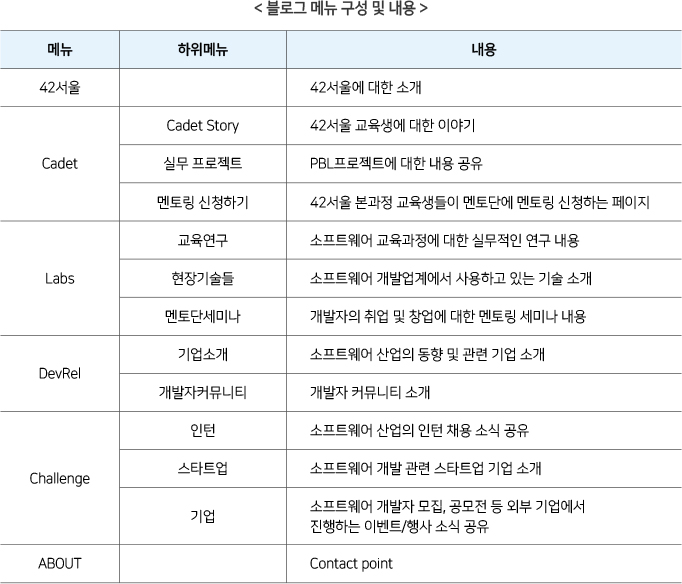 < 블로그 메뉴 구성 및 내용 >
메뉴 하위메뉴 내용
42서울 42서울에 대한 소개
Cadet
Cadet Story 42서울 교육생에 대한 이야기
실무 프로젝트 PBL프로젝트에 대한 내용 공유
멘토링 신청하기 42서울 본과정 교육생들이 멘토단에 멘토링 신청하는 페이지
Labs
교육연구 소프트웨어 교육과정에 대한 실무적인 연구 내용
현장기술들 소프트웨어 개발업계에서 사용하고 있는 기술 소개
멘토단세미나 개발자의 취업 및 창업에 대한 멘토링 세미나 내용
DevRel
기업소개 소프트웨어 산업의 동향 및 관련 기업 소개
개발자커뮤니티 개발자 커뮤니티 소개
Challenge
인턴 소프트웨어 산업의 인턴 채용 소식 공유
스타트업 소프트웨어 개발 관련 스타트업 기업 소개
기업 소프트웨어 개발자 모집, 공모전 등 외부 기업에서
진행하는 이벤트/행사 소식 공유
ABOUT Contact point